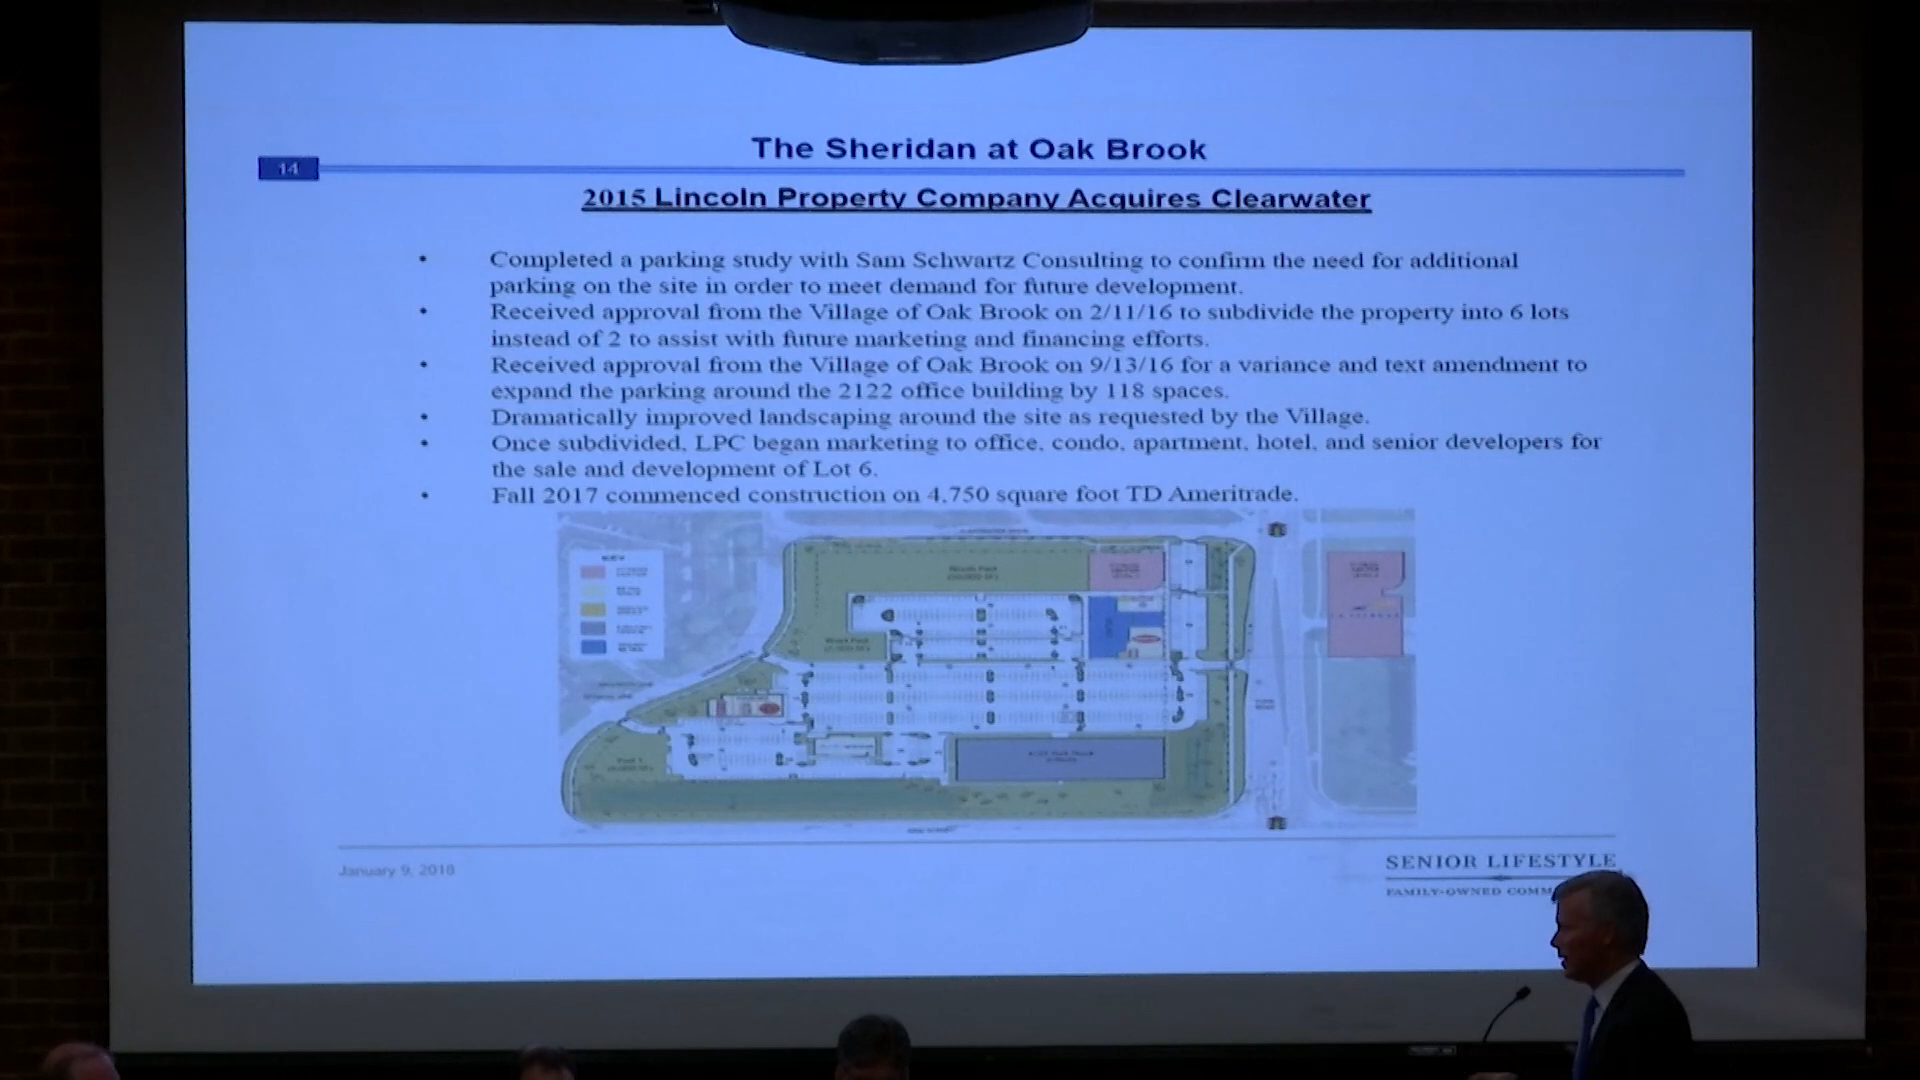 The Sheridan at Oak Brook
14
2015 Lincoln Property Company Acquires Clearwater
• Completed a parking study with Sam Schwartz Consulting to confirm the need for additional
parking on the site in order to meet demand for future development.
• Received approval from the Village of Oak Brook on 2/11/16 to subdivide the property into 6 lots
instead of 2 to assist with future marketing and financing efforts.
• Received approval from the Village of Oak Brook on 9/13/16 for a variance and text amendment to
expand the parking around the 2122 office building by 118 spaces.
• Dramatically improved landscaping around the site as requested by the Village.
• Once subdivided, LPC began marketing to office, condo, apartment, hotel, and senior developers for
the sale and development of Lot 6.
• Fall 2017 commenced construction on 4,750 square foot TD Ameritrade.
KEY
January 9, 2018
SENIOR LIFESTYLE
FAMILY-OWNED COMM